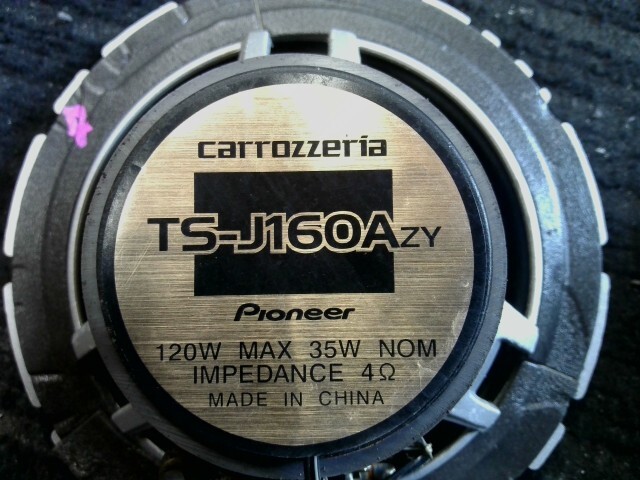 carrozzeria
TS-J160AZY
Pioneer
120W MAX 35W NOM
IMPEDANCE 4Ω
MADE IN CHINA